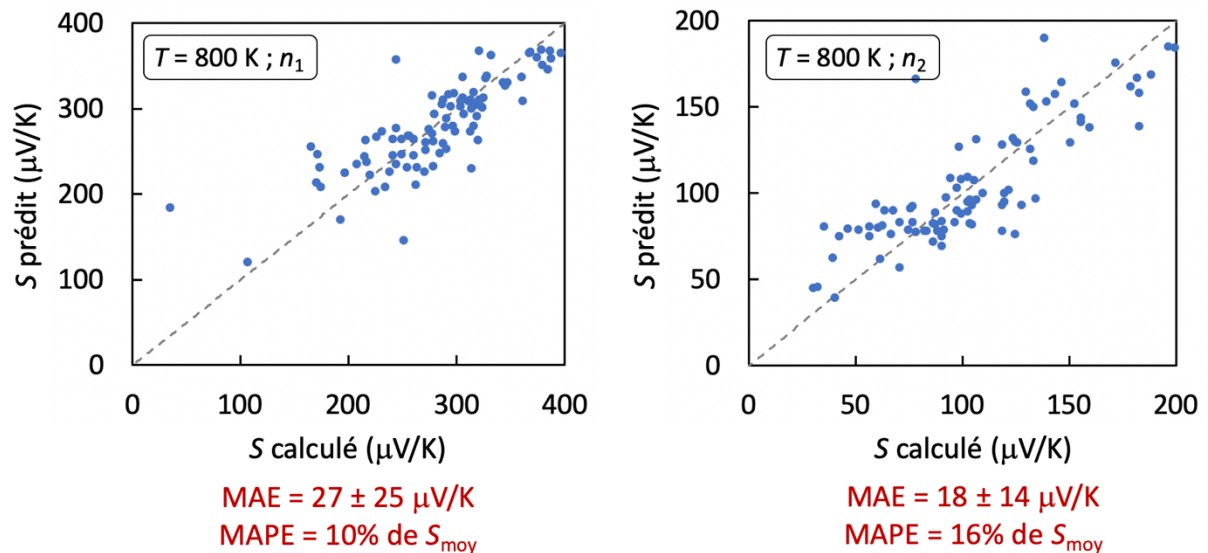 T = 800 K ; n₁
S prédit (μV/K)
400
300
200
100
0
0 100 200 300 400
S calculé (μV/K)
MAE = 27 ± 25 μV/K
MAPE = 10% de Sₘₒᵧ
T = 800 K ; n₂
S prédit (μV/K)
200
150
100
50
0
0 50 100 150 200
S calculé (μV/K)
MAE = 18 ± 14 μV/K
MAPE = 16% de Sₘₒᵧ